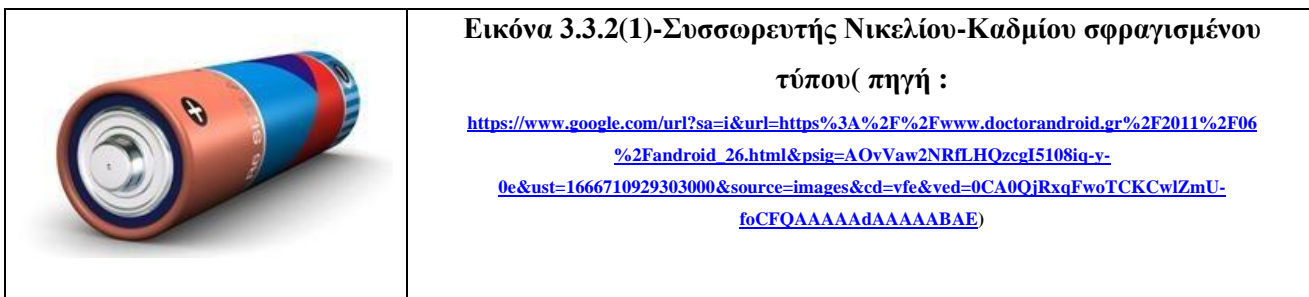 Εικόνα 3.3.2(1)-Συσσωρευτής Νικελίου-Καδμίου σφραγισμένου
τύπου( πηγή :
https://www.google.com/url?sa=i&url=https%3A%2F%2Fwww.doctorandroid.gr%2F2011%2F06
%2Fandroid_26.html&psig=AOvVaw2NRfLHQzcgI5108iq-y-
0e&ust=1666710929303000&source=images&cd=vfe&ved=0CA0QjRxqFwoTCKCwlZmU-
foCFQAAAAAdAAAAABAE)